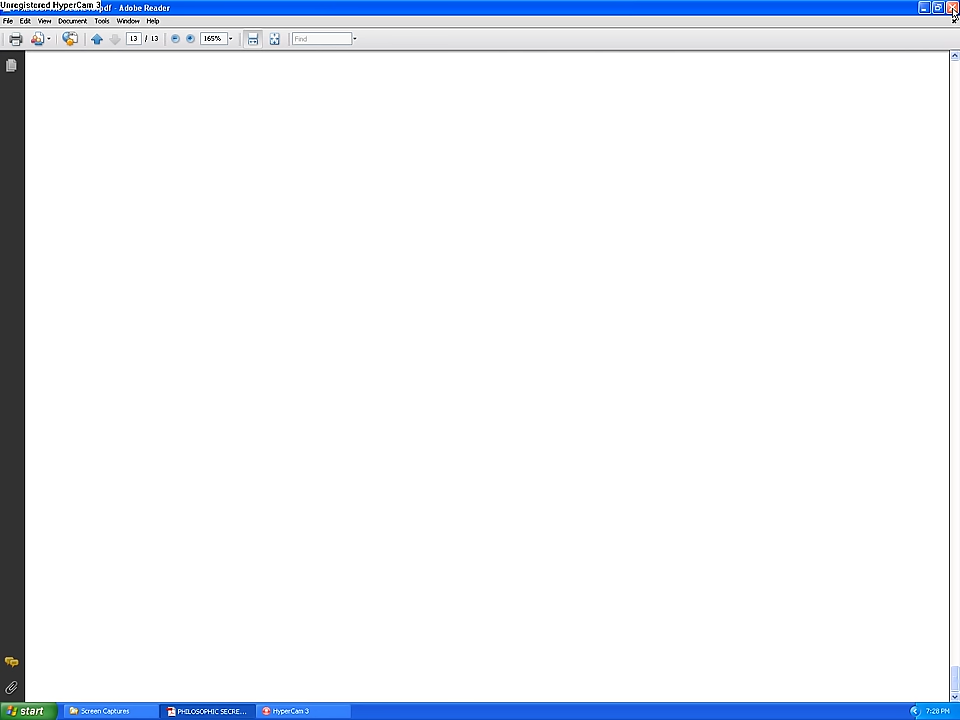 Unregistered HyperCam 3
pdf - Adobe Reader
File Edit View Document Tools Window Help
13 / 13 165% Find
start Screen Captures PHILOSOPHIC SECRE... HyperCam 3 7:28 PM